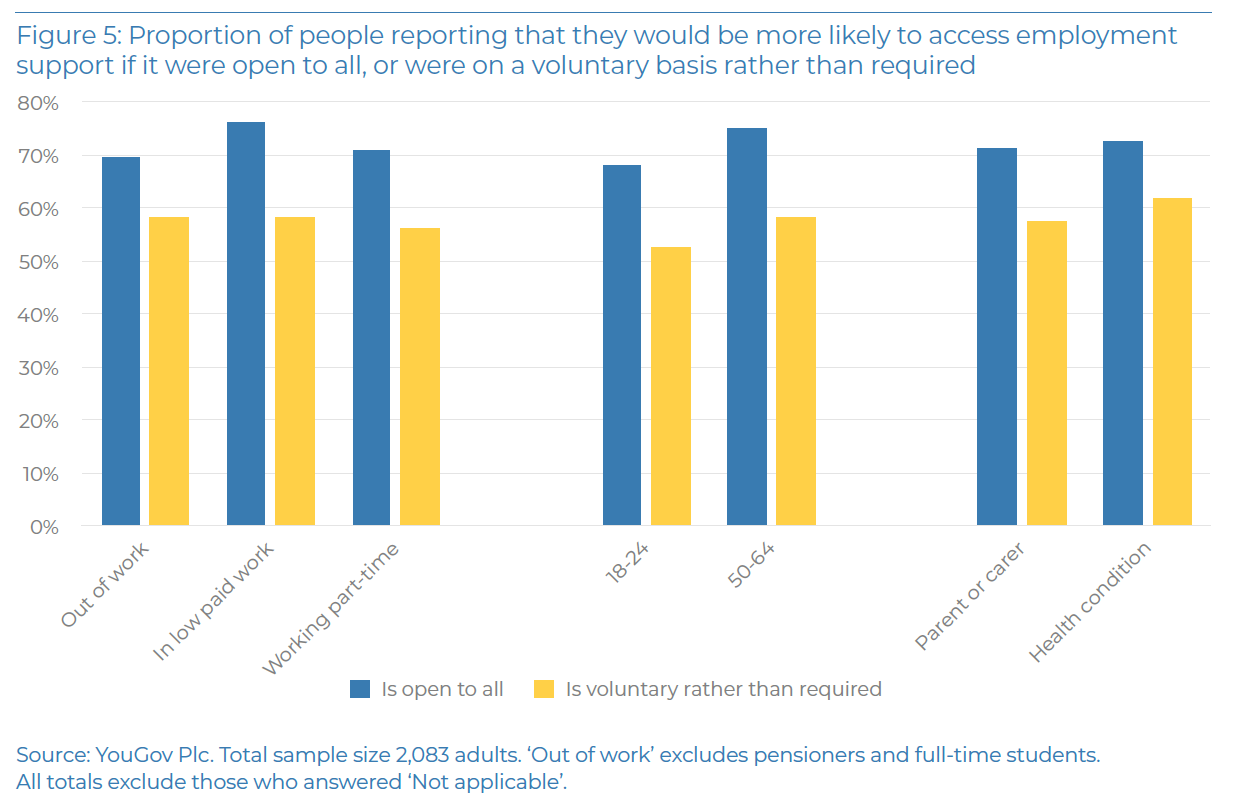 Figure 5: Proportion of people reporting that they would be more likely to access employment
support if it were open to all, or were on a voluntary basis rather than required
80%
70%
60%
50%
40%
30%
20%
10%
0%
Out of work
In low paid work
Working part-time
18-24
50-64
Parent or carer
Health condition
Is open to all
Is voluntary rather than required
Source: YouGov Plc. Total sample size 2,083 adults. ‘Out of work’ excludes pensioners and full-time students.
All totals exclude those who answered ‘Not applicable’.